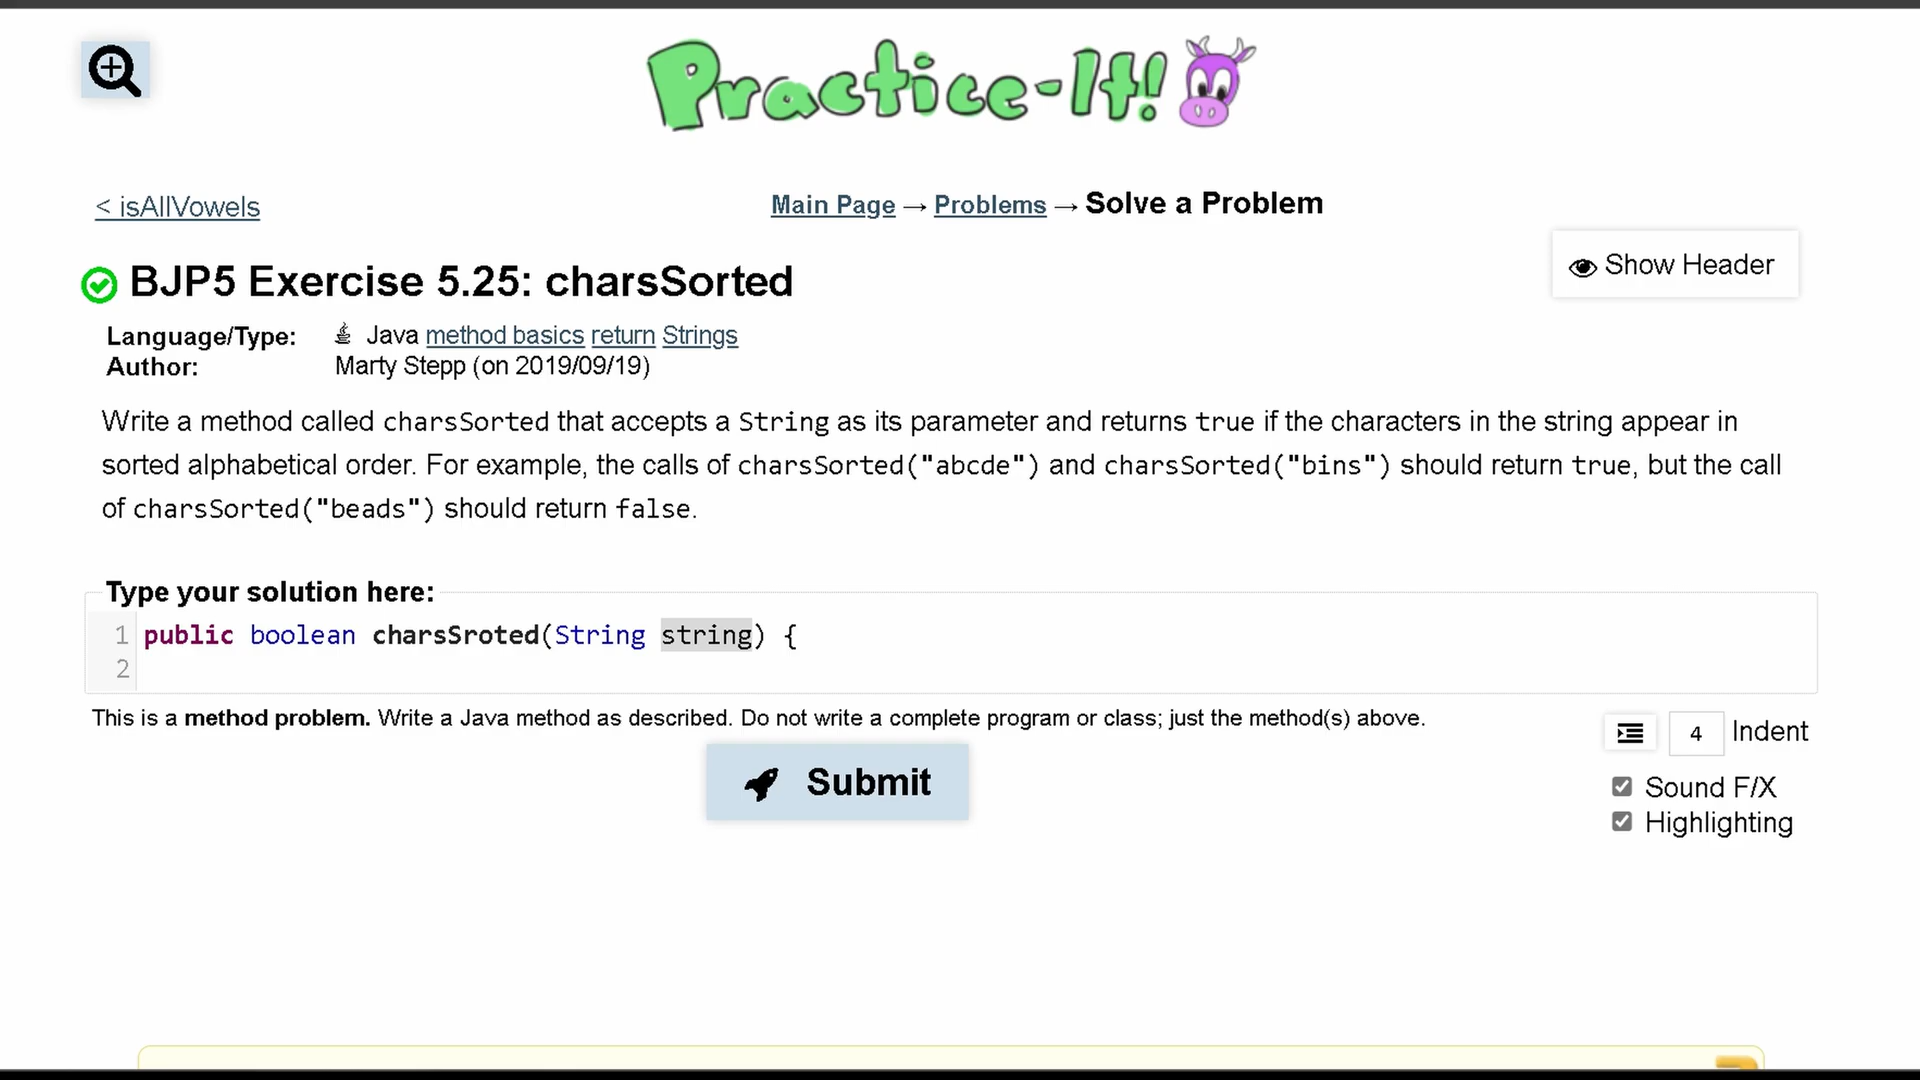 Practice-It!
< isAllVowels
Main Page → Problems → Solve a Problem
Show Header
BJP5 Exercise 5.25: charsSorted
Language/Type: Java method basics return Strings
Author: Marty Stepp (on 2019/09/19)
Write a method called charsSorted that accepts a String as its parameter and returns true if the characters in the string appear in
sorted alphabetical order. For example, the calls of charsSorted("abcde") and charsSorted("bins") should return true, but the call
of charsSorted("beads") should return false.
Type your solution here:
1 public boolean charsSroted(String string) {
2
This is a method problem. Write a Java method as described. Do not write a complete program or class; just the method(s) above.
4 Indent
Submit
Sound F/X
Highlighting